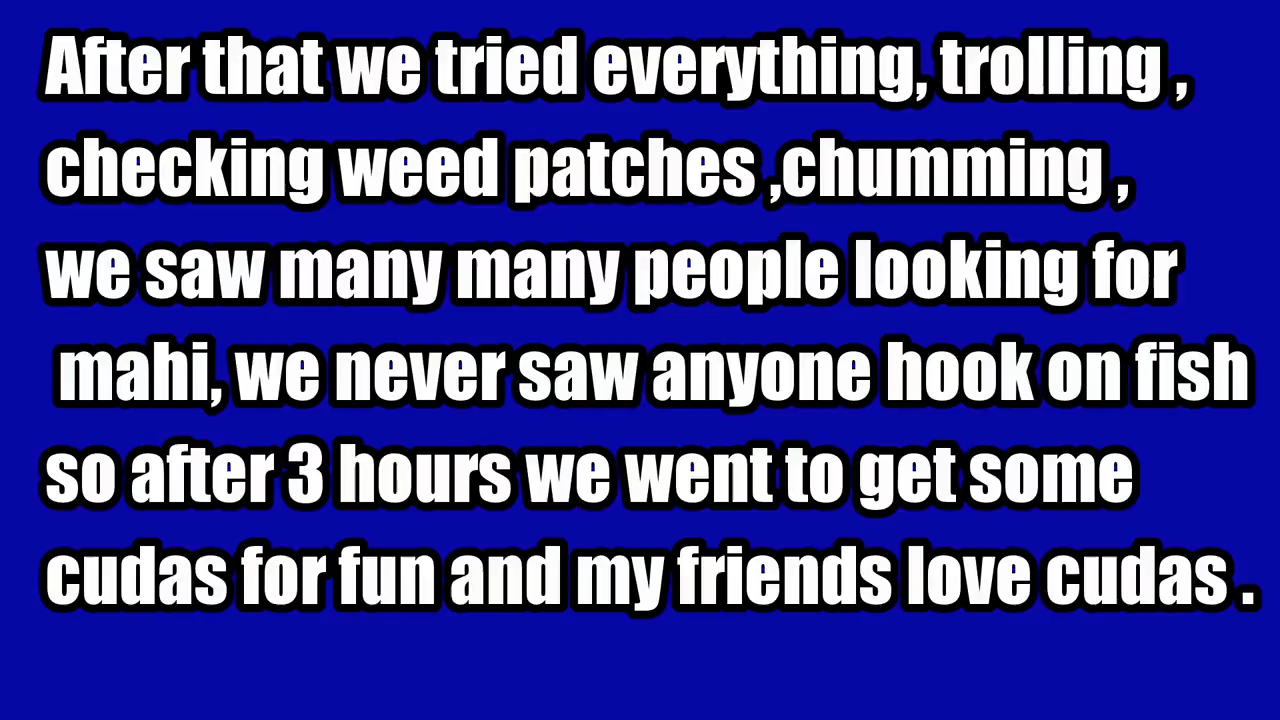 After that we tried everything, trolling ,
checking weed patches ,chumming ,
we saw many many people looking for
mahi, we never saw anyone hook on fish
so after 3 hours we went to get some
cudas for fun and my friends love cudas .